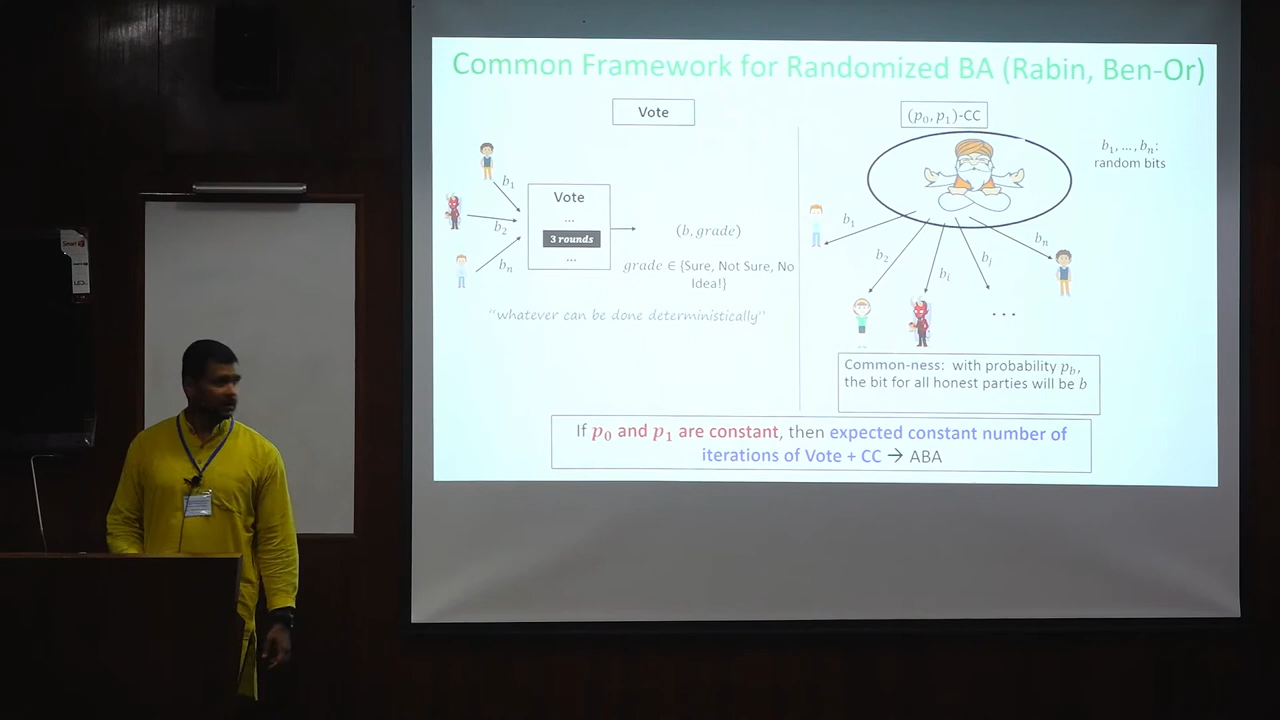 Common Framework for Randomized BA (Rabin, Ben-Or)
Vote
b₁
b₂
bₙ
Vote
...
3 rounds
...
(b, grade)
grade ∈ {Sure, Not Sure, No
Idea!}
"whatever can be done deterministically"
(p₀, p₁)-CC
b₁, ..., bₙ:
random bits
b₁
b₂
bᵢ
bⱼ
bₙ
...
Common-ness: with probability p_b,
the bit for all honest parties will be b
If p₀ and p₁ are constant, then expected constant number of
iterations of Vote + CC → ABA
Smart